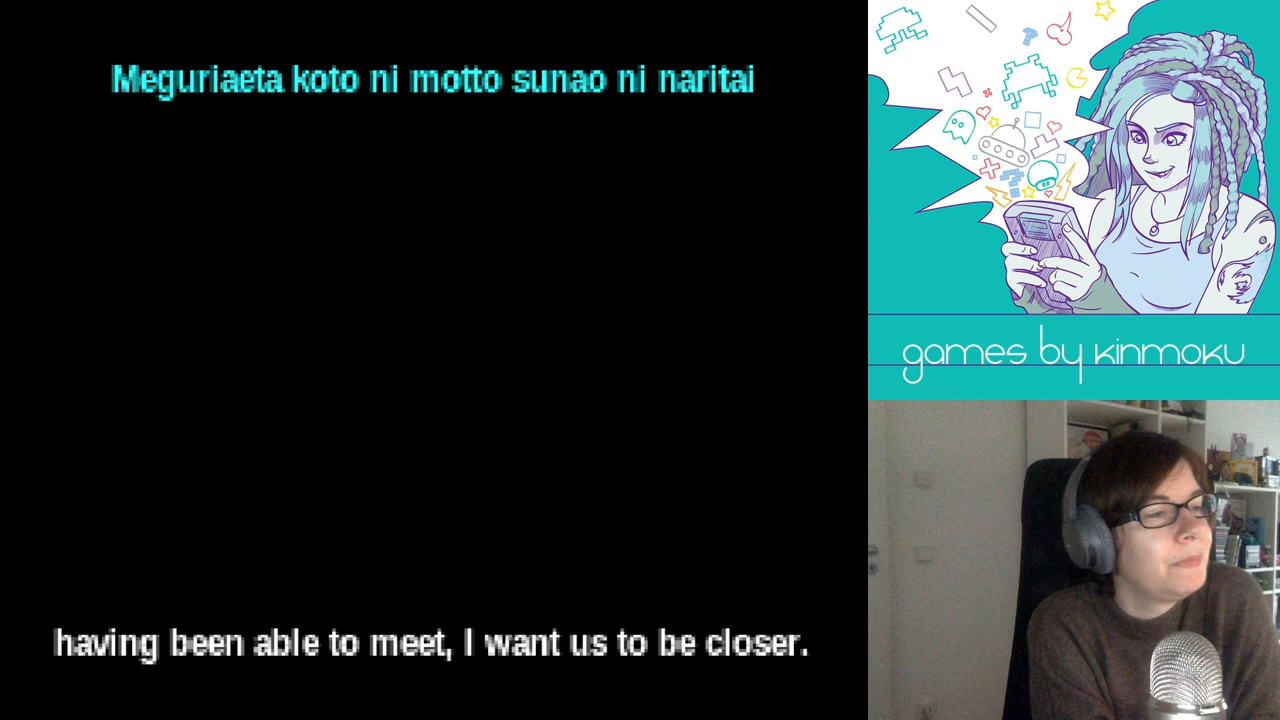 Meguriaeta koto ni motto sunao ni naritai
games by kinmoku
having been able to meet, I want us to be closer.